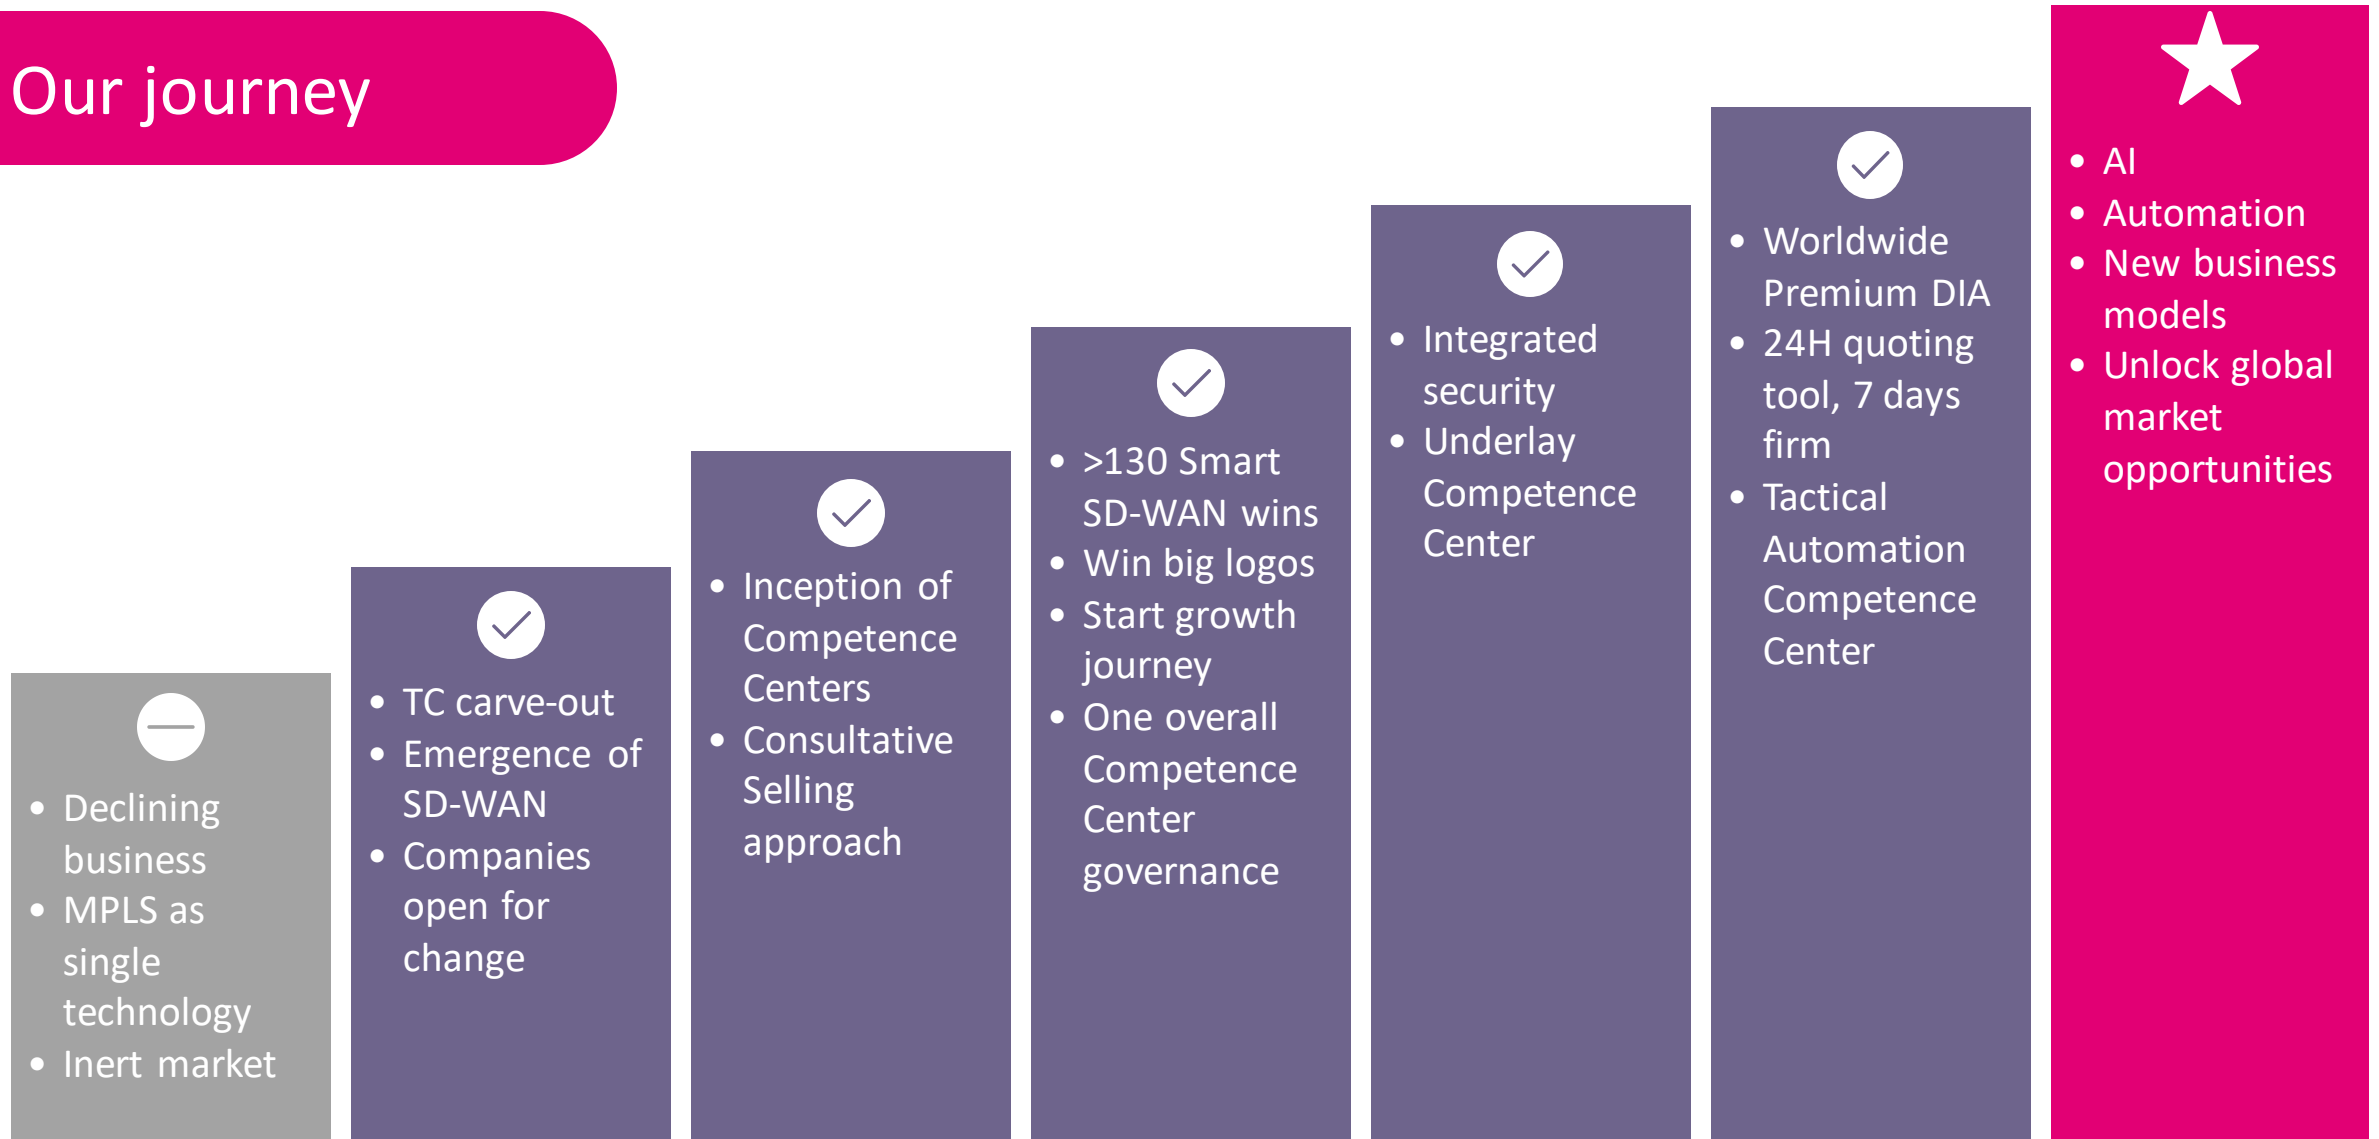 Our journey
• Declining
business
• MPLS as
single
technology
• Inert market
• TC carve-out
• Emergence of
SD-WAN
• Companies
open for
change
• Inception of
Competence
Centers
• Consultative
Selling
approach
• >130 Smart
SD-WAN wins
• Win big logos
• Start growth
journey
• One overall
Competence
Center
governance
• Integrated
security
• Underlay
Competence
Center
• Worldwide
Premium DIA
• 24H quoting
tool, 7 days
firm
• Tactical
Automation
Competence
Center
• AI
• Automation
• New business
models
• Unlock global
market
opportunities